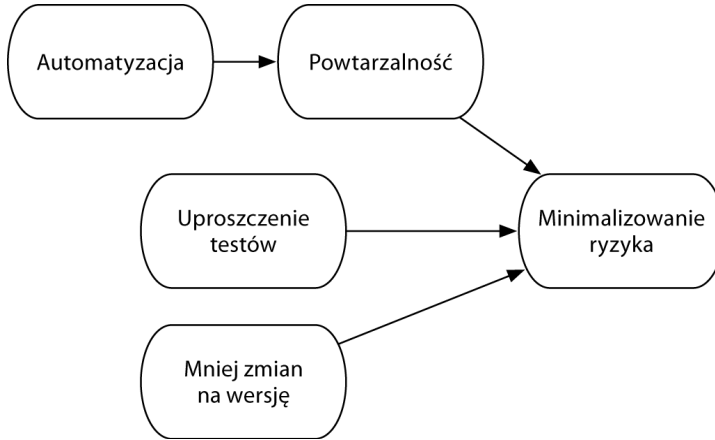 Automatyzacja
Powtarzalność
Uproszczenie
testów
Minimalizowanie
ryzyka
Mniej zmian
na wersję